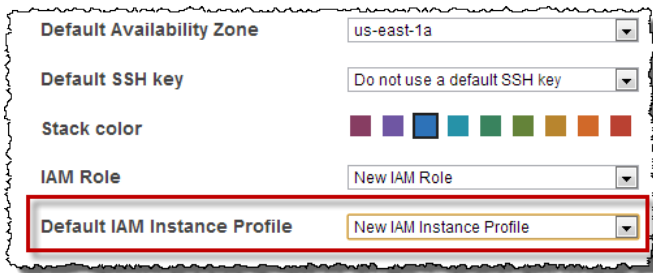 Default Availability Zone us-east-1a
Default SSH key Do not use a default SSH key
Stack color
IAM Role New IAM Role
Default IAM Instance Profile New IAM Instance Profile